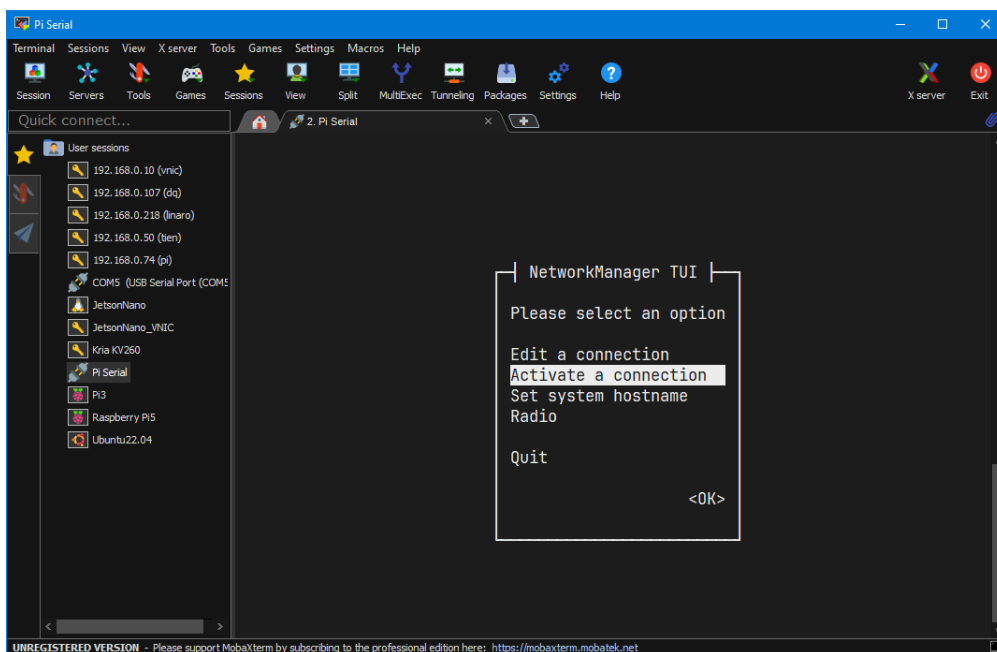 Pi Serial
Terminal Sessions View X server Tools Games Settings Macros Help
Session Servers Tools Games Sessions View Split MultiExec Tunneling Packages Settings Help X server Exit
Quick connect... 2. Pi Serial
User sessions
192.168.0.10 (vnic)
192.168.0.107 (dq)
192.168.0.218 (linaro)
192.168.0.50 (tien)
192.168.0.74 (pi)
COM5 (USB Serial Port (COM5
JetsonNano
JetsonNano_VNIC
Kria KV260
Pi Serial
Pi3
Raspberry Pi5
Ubuntu22.04
NetworkManager TUI
Please select an option
Edit a connection
Activate a connection
Set system hostname
Radio
Quit
<OK>
UNREGISTERED VERSION - Please support MobaXterm by subscribing to the professional edition here: https://mobaxterm.mobatek.net